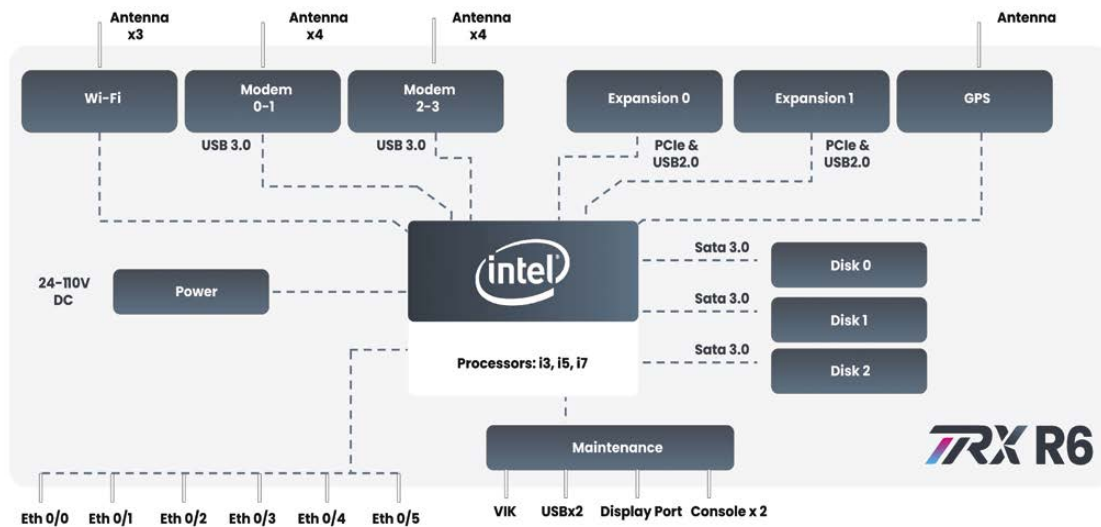 Antenna
x3
Antenna
x4
Antenna
x4
Antenna
Wi-Fi
Modem
0-1
Modem
2-3
Expansion 0
Expansion 1
GPS
USB 3.0
USB 3.0
PCIe &
USB2.0
PCIe &
USB2.0
24-110V
DC
Power
intel
Processors: i3, i5, i7
Sata 3.0
Disk 0
Sata 3.0
Disk 1
Sata 3.0
Disk 2
Maintenance
TRX R6
Eth 0/0
Eth 0/1
Eth 0/2
Eth 0/3
Eth 0/4
Eth 0/5
VIK
USBx2
Display Port
Console x 2